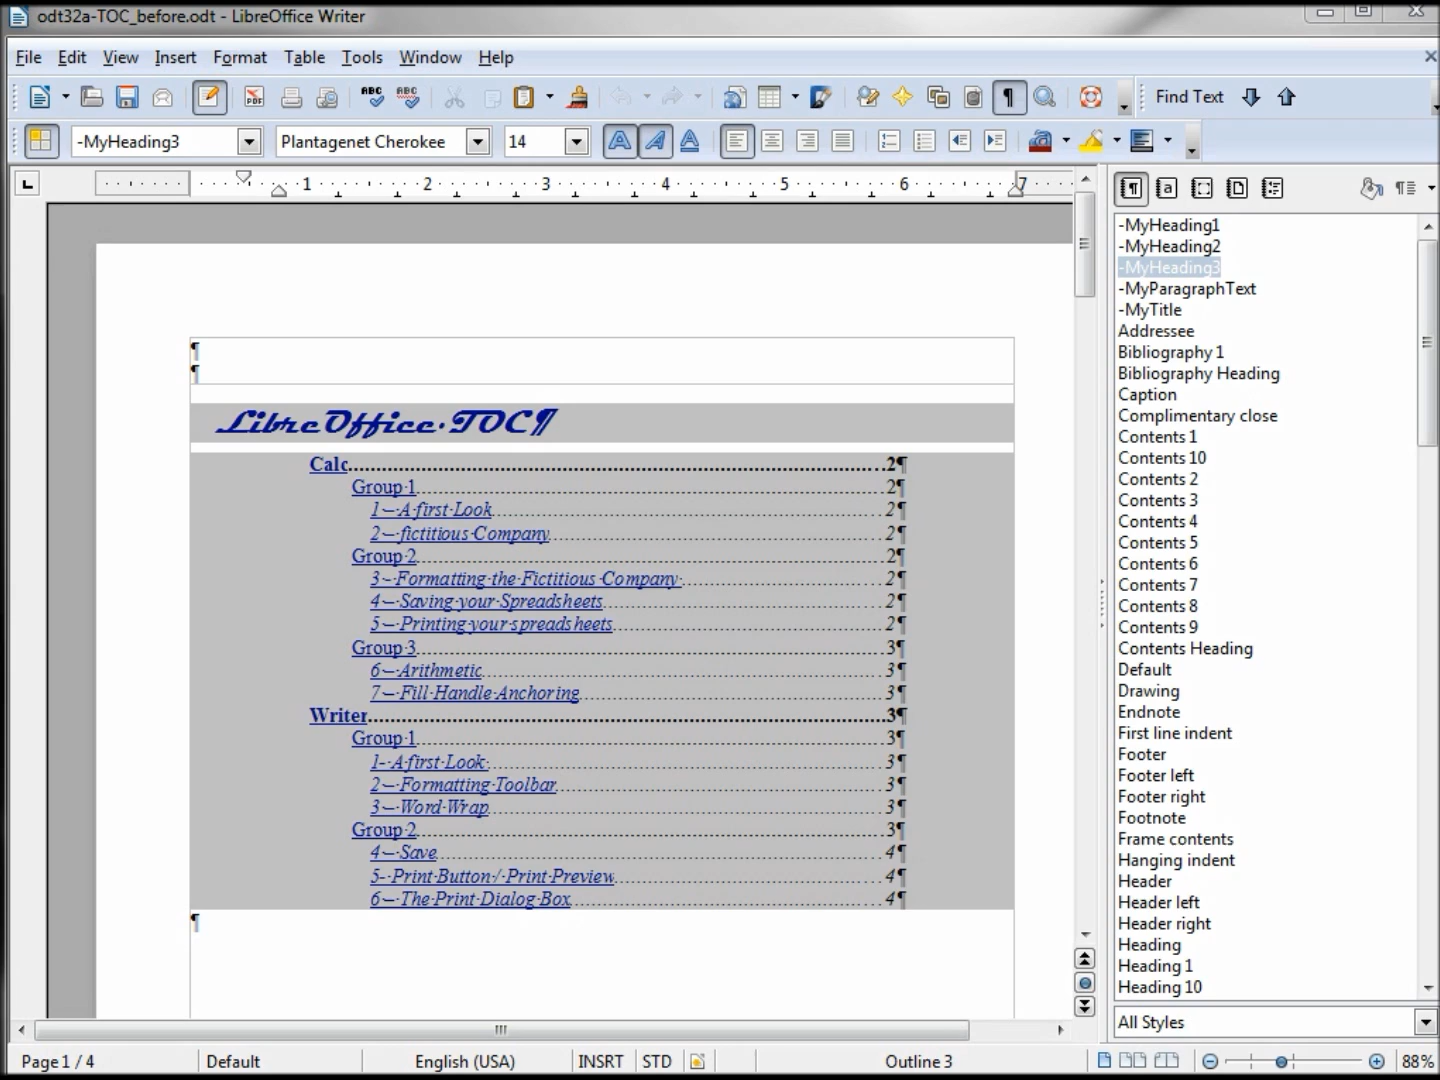 odt32a-TOC_before.odt - LibreOffice Writer
File Edit View Insert Format Table Tools Window Help
Find Text
-MyHeading3 Plantagenet Cherokee 14
1 2 3 4 5 6 7
¶
¶
LibreOffice·TOC¶
Calc 2¶
Group·1 2¶
1·–·A·first·Look 2¶
2·–·fictitious·Company 2¶
Group·2 2¶
3·–·Formatting·the·Fictitious·Company· 2¶
4·–·Saving·your·Spreadsheets 2¶
5·–·Printing·your·spreadsheets 2¶
Group·3 3¶
6·–·Arithmetic 3¶
7·–·Fill·Handle·Anchoring 3¶
Writer 3¶
Group·1 3¶
1-·A·first·Look· 3¶
2·–·Formatting·Toolbar 3¶
3·–·Word·Wrap 3¶
Group·2 3¶
4·–·Save 4¶
5-·Print·Button·/·Print·Preview 4¶
6·–·The·Print·Dialog·Box 4¶
¶
-MyHeading1
-MyHeading2
-MyHeading3
-MyParagraphText
-MyTitle
Addressee
Bibliography 1
Bibliography Heading
Caption
Complimentary close
Contents 1
Contents 10
Contents 2
Contents 3
Contents 4
Contents 5
Contents 6
Contents 7
Contents 8
Contents 9
Contents Heading
Default
Drawing
Endnote
First line indent
Footer
Footer left
Footer right
Footnote
Frame contents
Hanging indent
Header
Header left
Header right
Heading
Heading 1
Heading 10
All Styles
Page 1 / 4 Default English (USA) INSRT STD Outline 3 88%